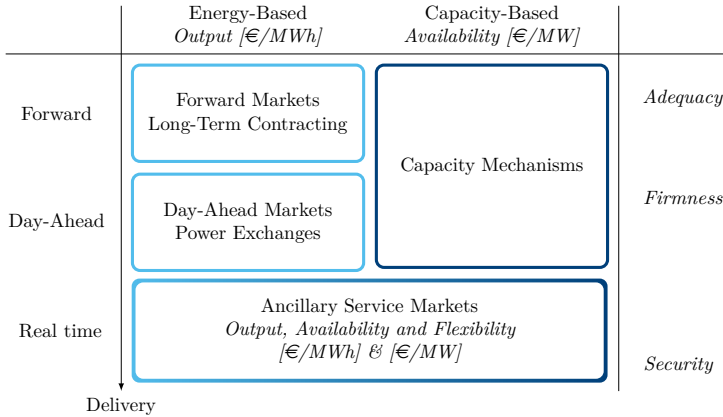 Energy-Based
Output [€/MWh]
Capacity-Based
Availability [€/MW]
Forward
Forward Markets
Long-Term Contracting
Capacity Mechanisms
Adequacy
Day-Ahead
Day-Ahead Markets
Power Exchanges
Firmness
Real time
Ancillary Service Markets
Output, Availability and Flexibility
[€/MWh] & [€/MW]
Security
Delivery